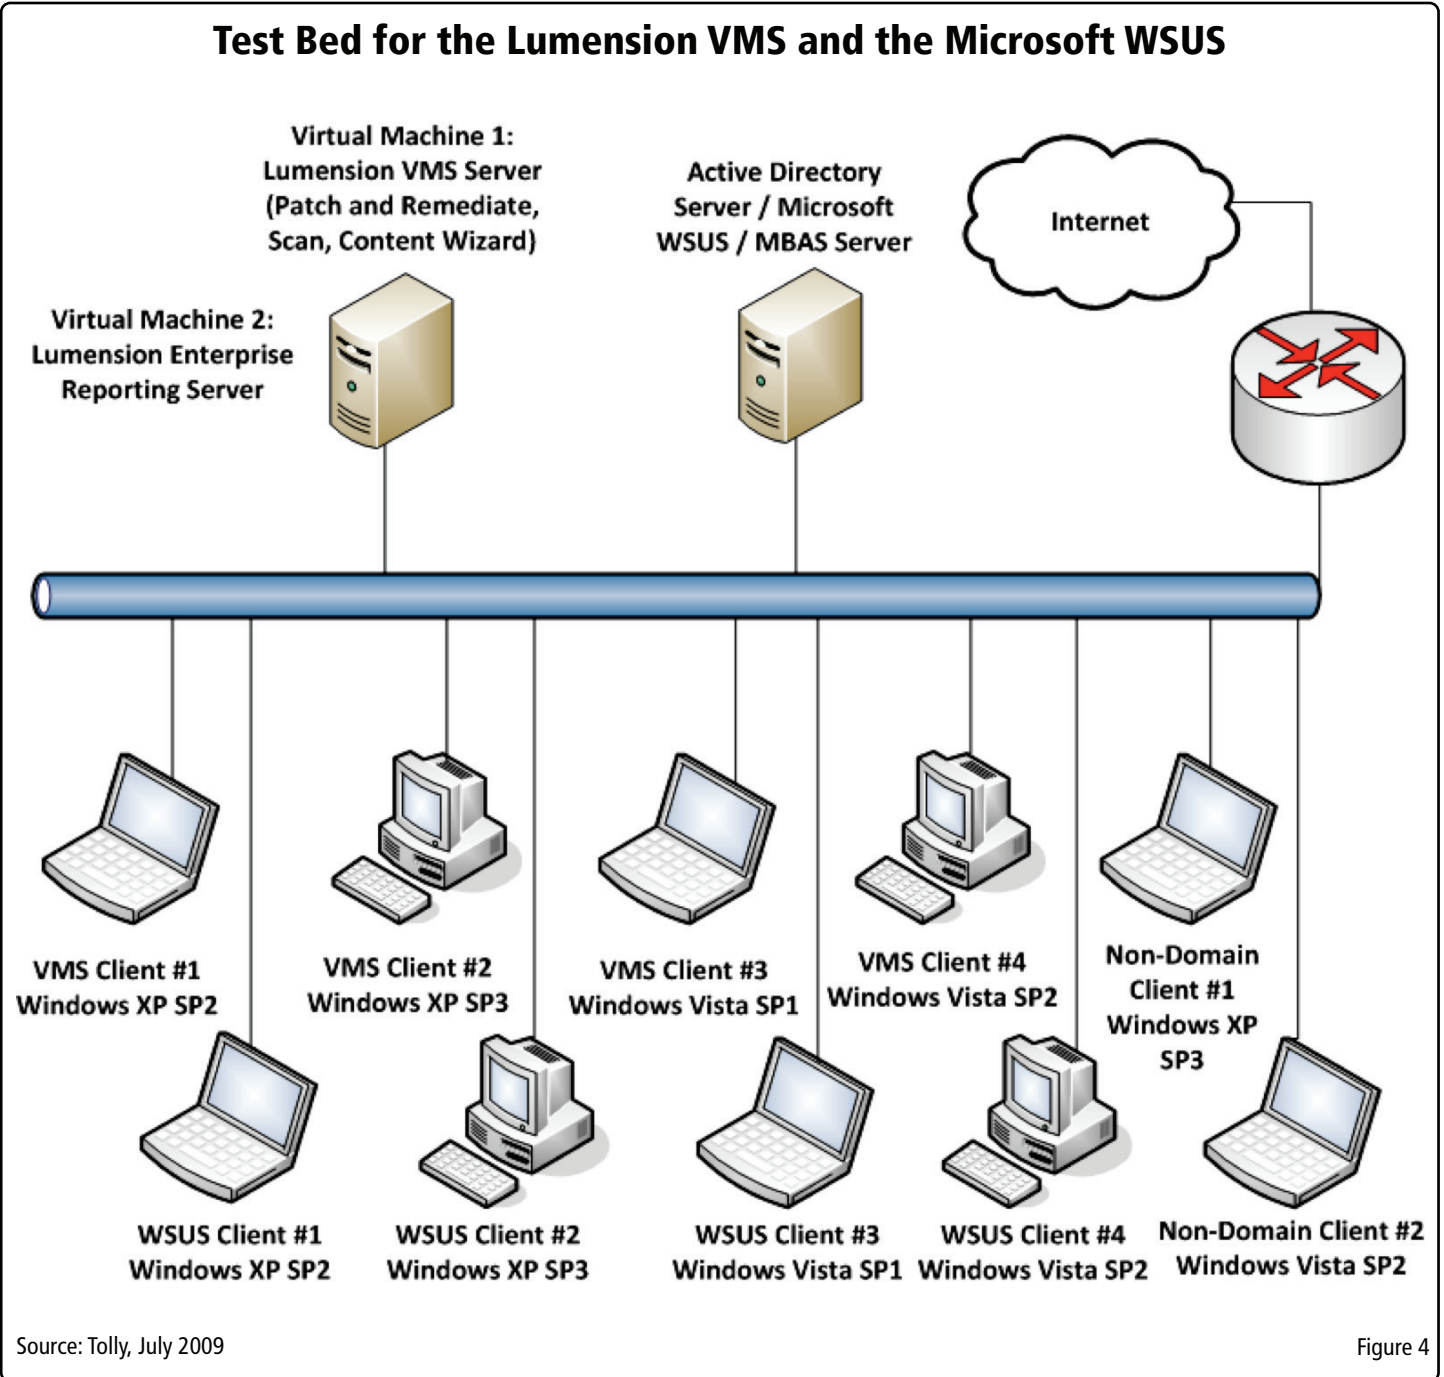 Test Bed for the Lumension VMS and the Microsoft WSUS
Virtual Machine 1:
Lumension VMS Server
(Patch and Remediate,
Scan, Content Wizard)
Virtual Machine 2:
Lumension Enterprise
Reporting Server
Active Directory
Server / Microsoft
WSUS / MBAS Server
Internet
VMS Client #1
Windows XP SP2
VMS Client #2
Windows XP SP3
VMS Client #3
Windows Vista SP1
VMS Client #4
Windows Vista SP2
Non-Domain
Client #1
Windows XP
SP3
WSUS Client #1
Windows XP SP2
WSUS Client #2
Windows XP SP3
WSUS Client #3
Windows Vista SP1
WSUS Client #4
Windows Vista SP2
Non-Domain Client #2
Windows Vista SP2
Source: Tolly, July 2009
Figure 4